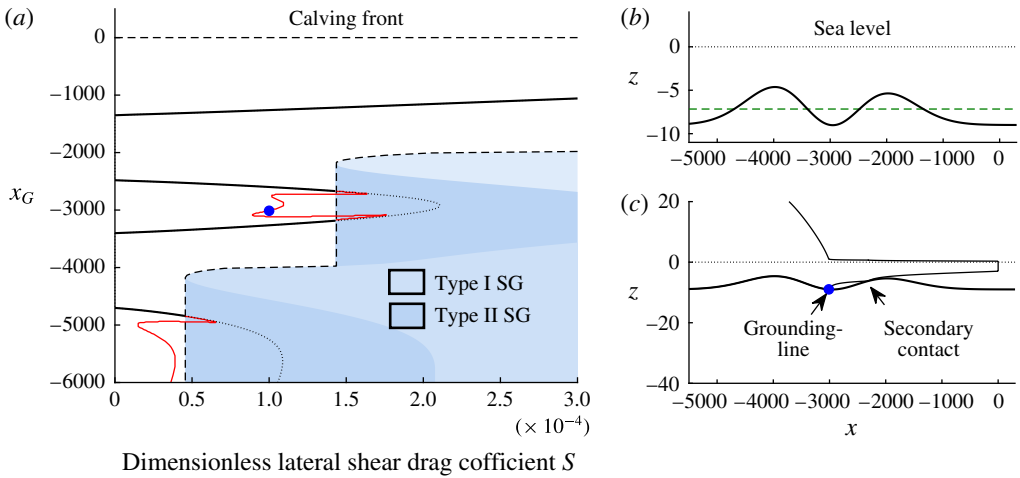 (a)
Calving front
0
−1000
−2000
x_G
−3000
−4000
−5000
−6000
Type I SG
Type II SG
0
1.0
1.5
2.0
2.5
3.0
(× 10⁻⁴)
Dimensionless lateral shear drag cofficient S
(b)
Sea level
0
z
−5
−10
−5000
−4000
−3000
−2000
−1000
0
(c)
20
0
z
−20
−40
Grounding-
line
Secondary
contact
−5000
−4000
−3000
−2000
−1000
0
x